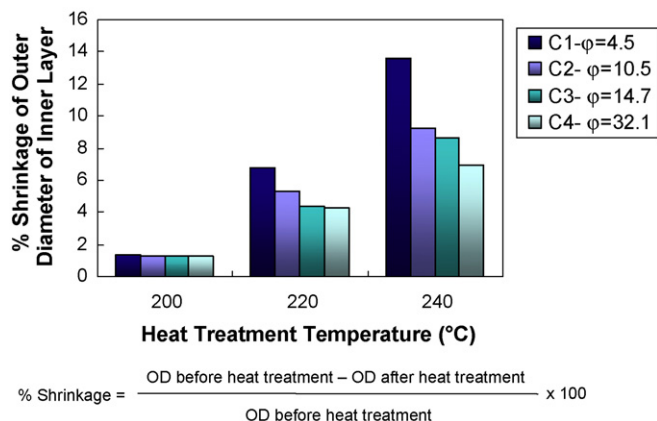 16
14
12
10
8
6
4
2
0
% Shrinkage of Outer
Diameter of Inner Layer
C1-φ=4.5
C2- φ=10.5
C3- φ=14.7
C4- φ=32.1
200 220 240
Heat Treatment Temperature (°C)
% Shrinkage = OD before heat treatment – OD after heat treatment x 100
OD before heat treatment